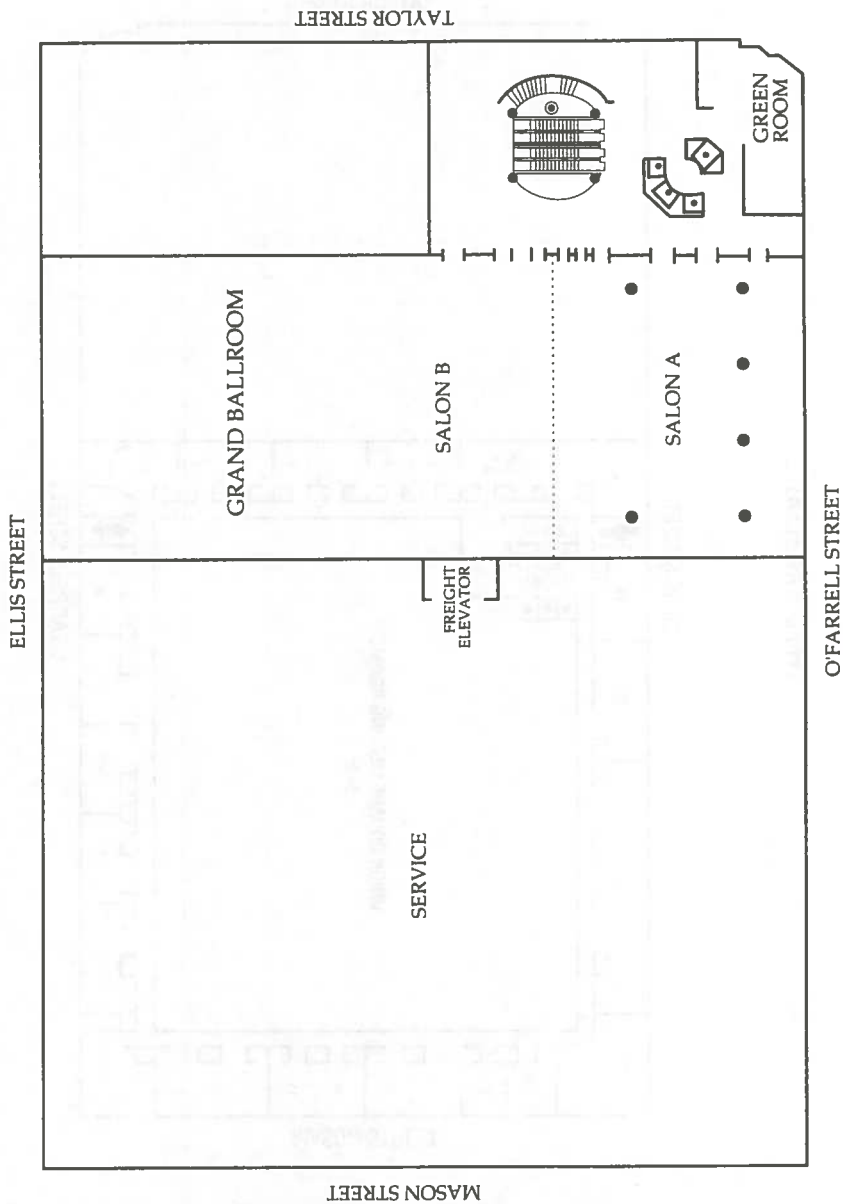 TAYLOR STREET
ELLIS STREET
GRAND BALLROOM
SALON B
SALON A
GREEN
ROOM
FREIGHT
ELEVATOR
SERVICE
O'FARRELL STREET
MASON STREET